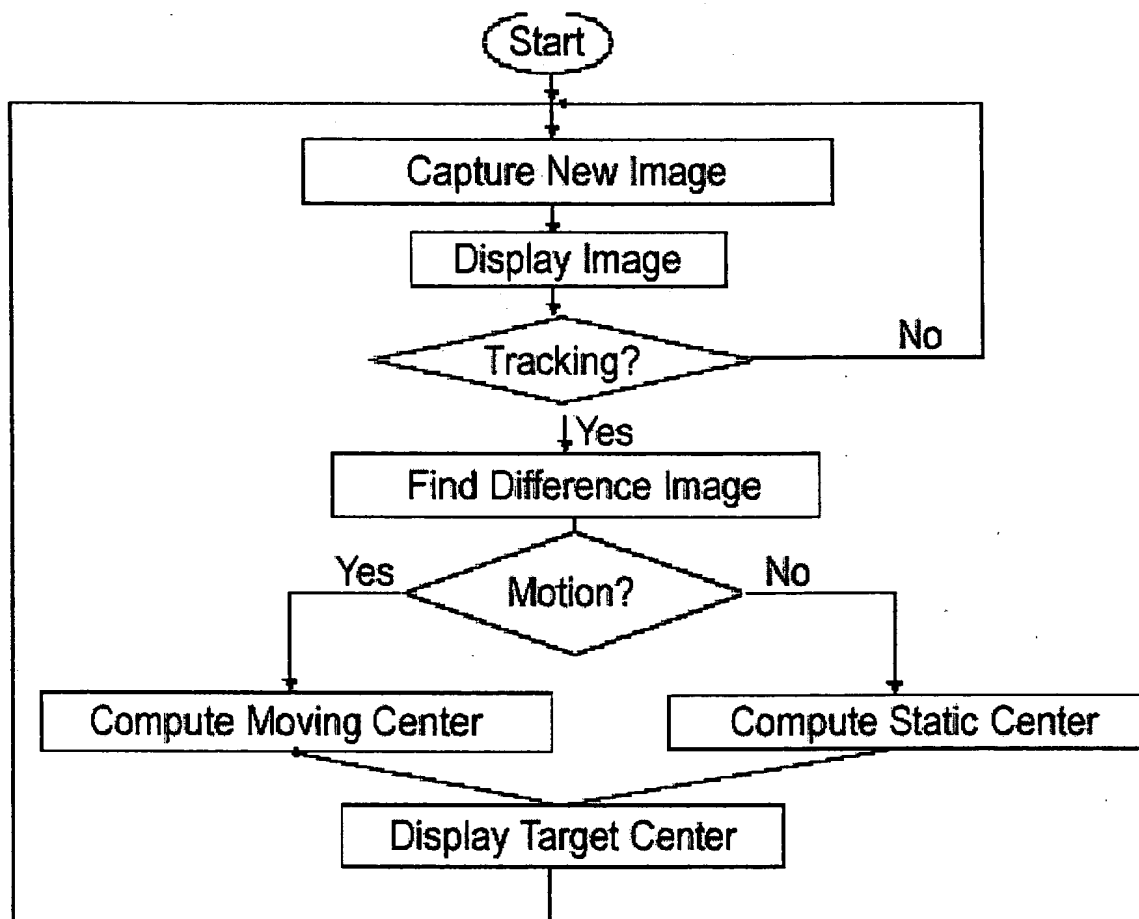 Start
Capture New Image
Display Image
Tracking?
No
Yes
Find Difference Image
Yes
Motion?
No
Compute Moving Center
Compute Static Center
Display Target Center